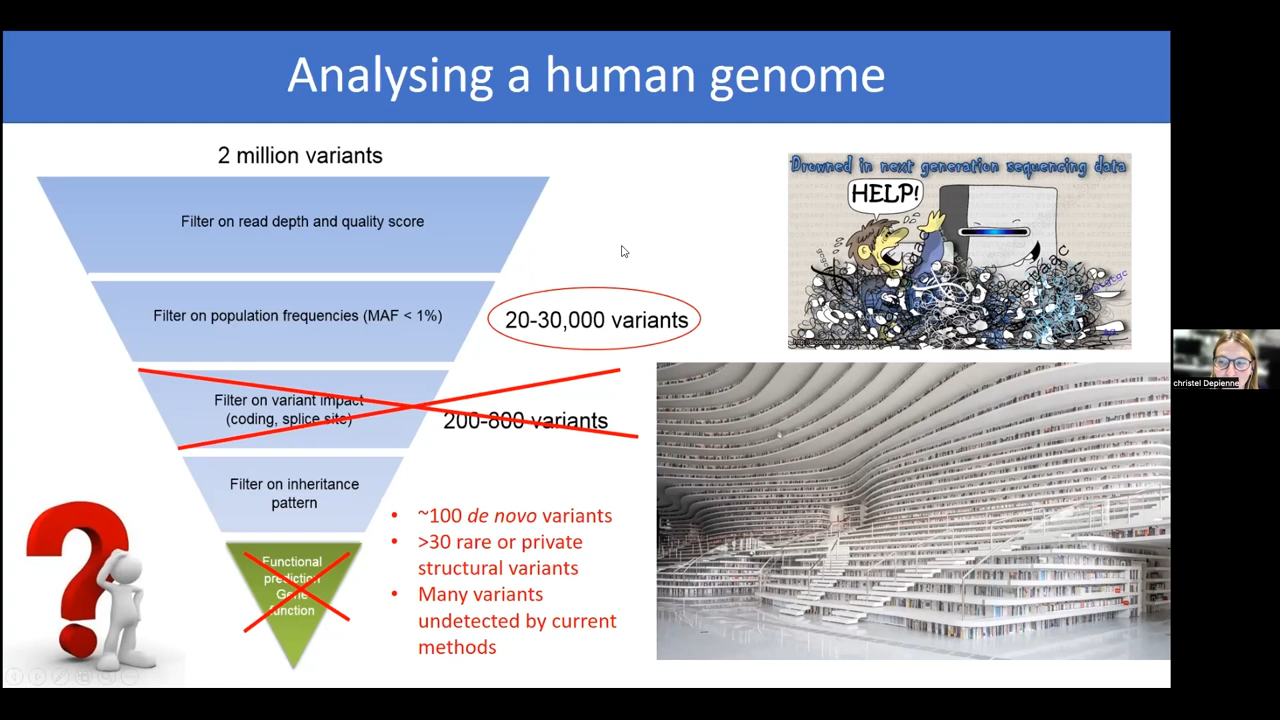 Analysing a human genome
2 million variants
Filter on read depth and quality score
Filter on population frequencies (MAF < 1%)
20-30,000 variants
Filter on variant impact
(coding, splice site)
200-800 variants
Filter on inheritance
pattern
Functional
prediction
Gene
function
• ~100 de novo variants
• >30 rare or private
structural variants
• Many variants
undetected by current
methods
Drowned in next generation sequencing data
HELP!
christel Depienne